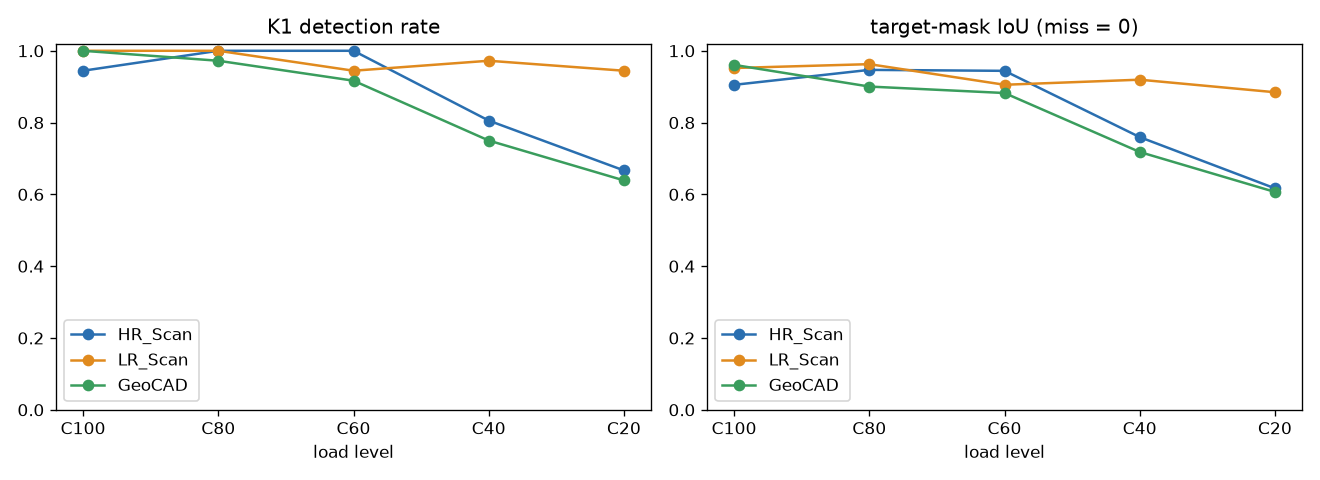 K1 detection rate
1.0
0.8
0.6
0.4
0.2
0.0
HR_Scan
LR_Scan
GeoCAD
C100 C80 C60 C40 C20
load level
target-mask IoU (miss = 0)
1.0
0.8
0.6
0.4
0.2
0.0
HR_Scan
LR_Scan
GeoCAD
C100 C80 C60 C40 C20
load level